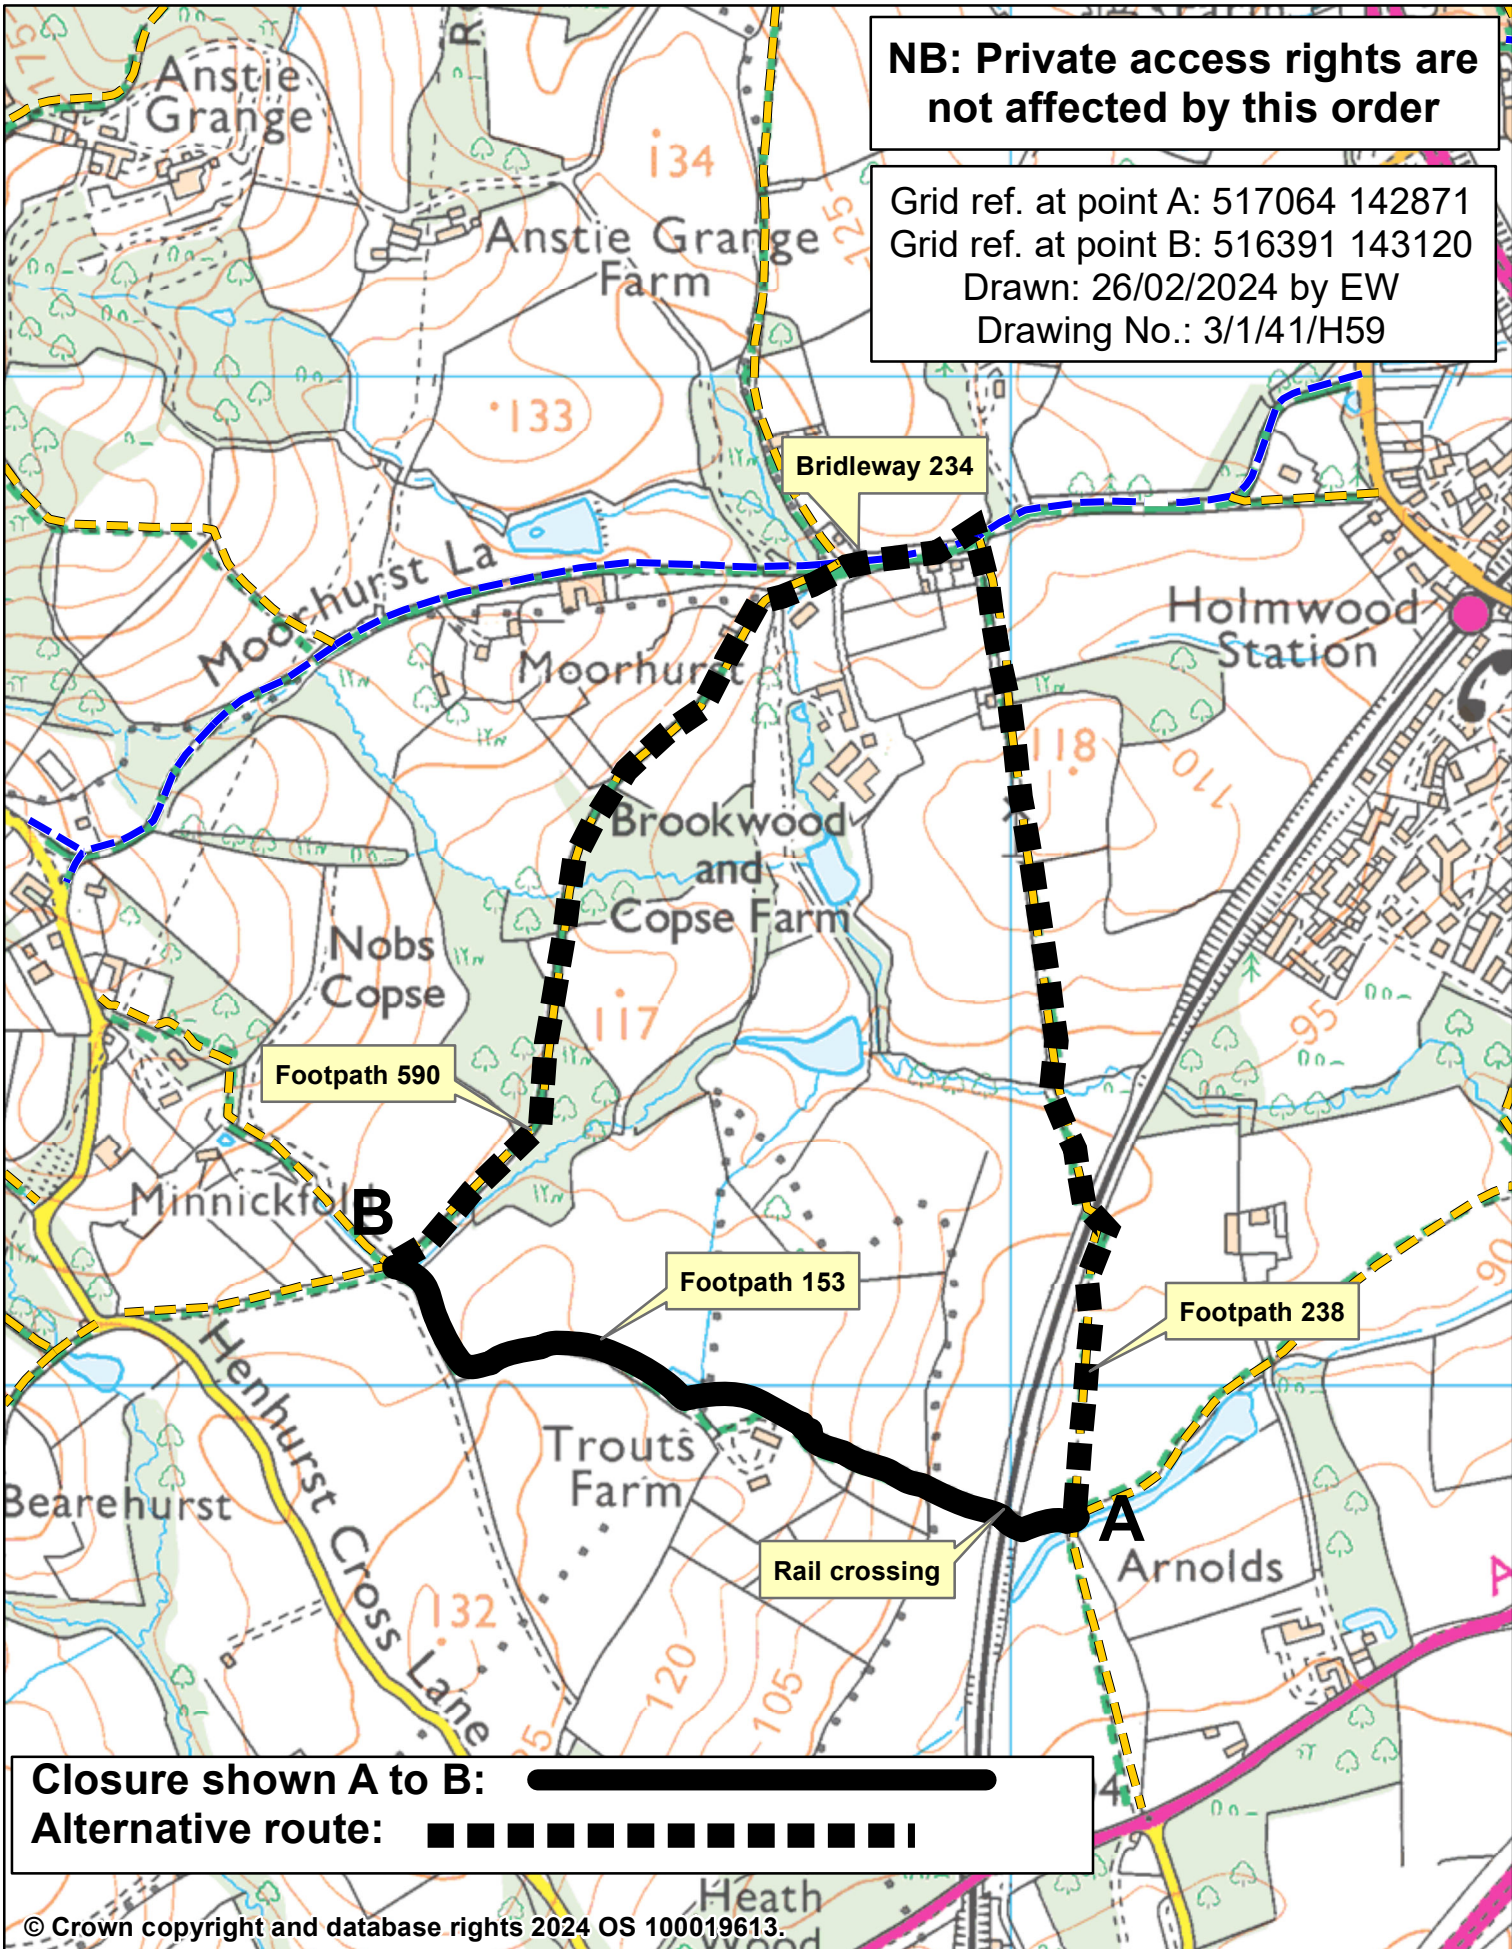 Anstie
Grange
175
R
134
NB: Private access rights are
not affected by this order
Grid ref. at point A: 517064 142871
Grid ref. at point B: 516391 143120
Drawn: 26/02/2024 by EW
Drawing No.: 3/1/41/H59
Anstie Grange
Farm
125
133
Bridleway 234
Moorhurst La
Moorhurst
Holmwood
Station
118
110
Brookwood
and
Copse Farm
Nobs
Copse
117
95
Footpath 590
Minnickfold
B
Footpath 153
Footpath 238
90
Henhurst Cross Lane
Trouts
Farm
Bearehurst
A
Rail crossing
Arnolds
A
132
120
105
Closure shown A to B:
Alternative route:
Heath
Wood
© Crown copyright and database rights 2024 OS 100019613.